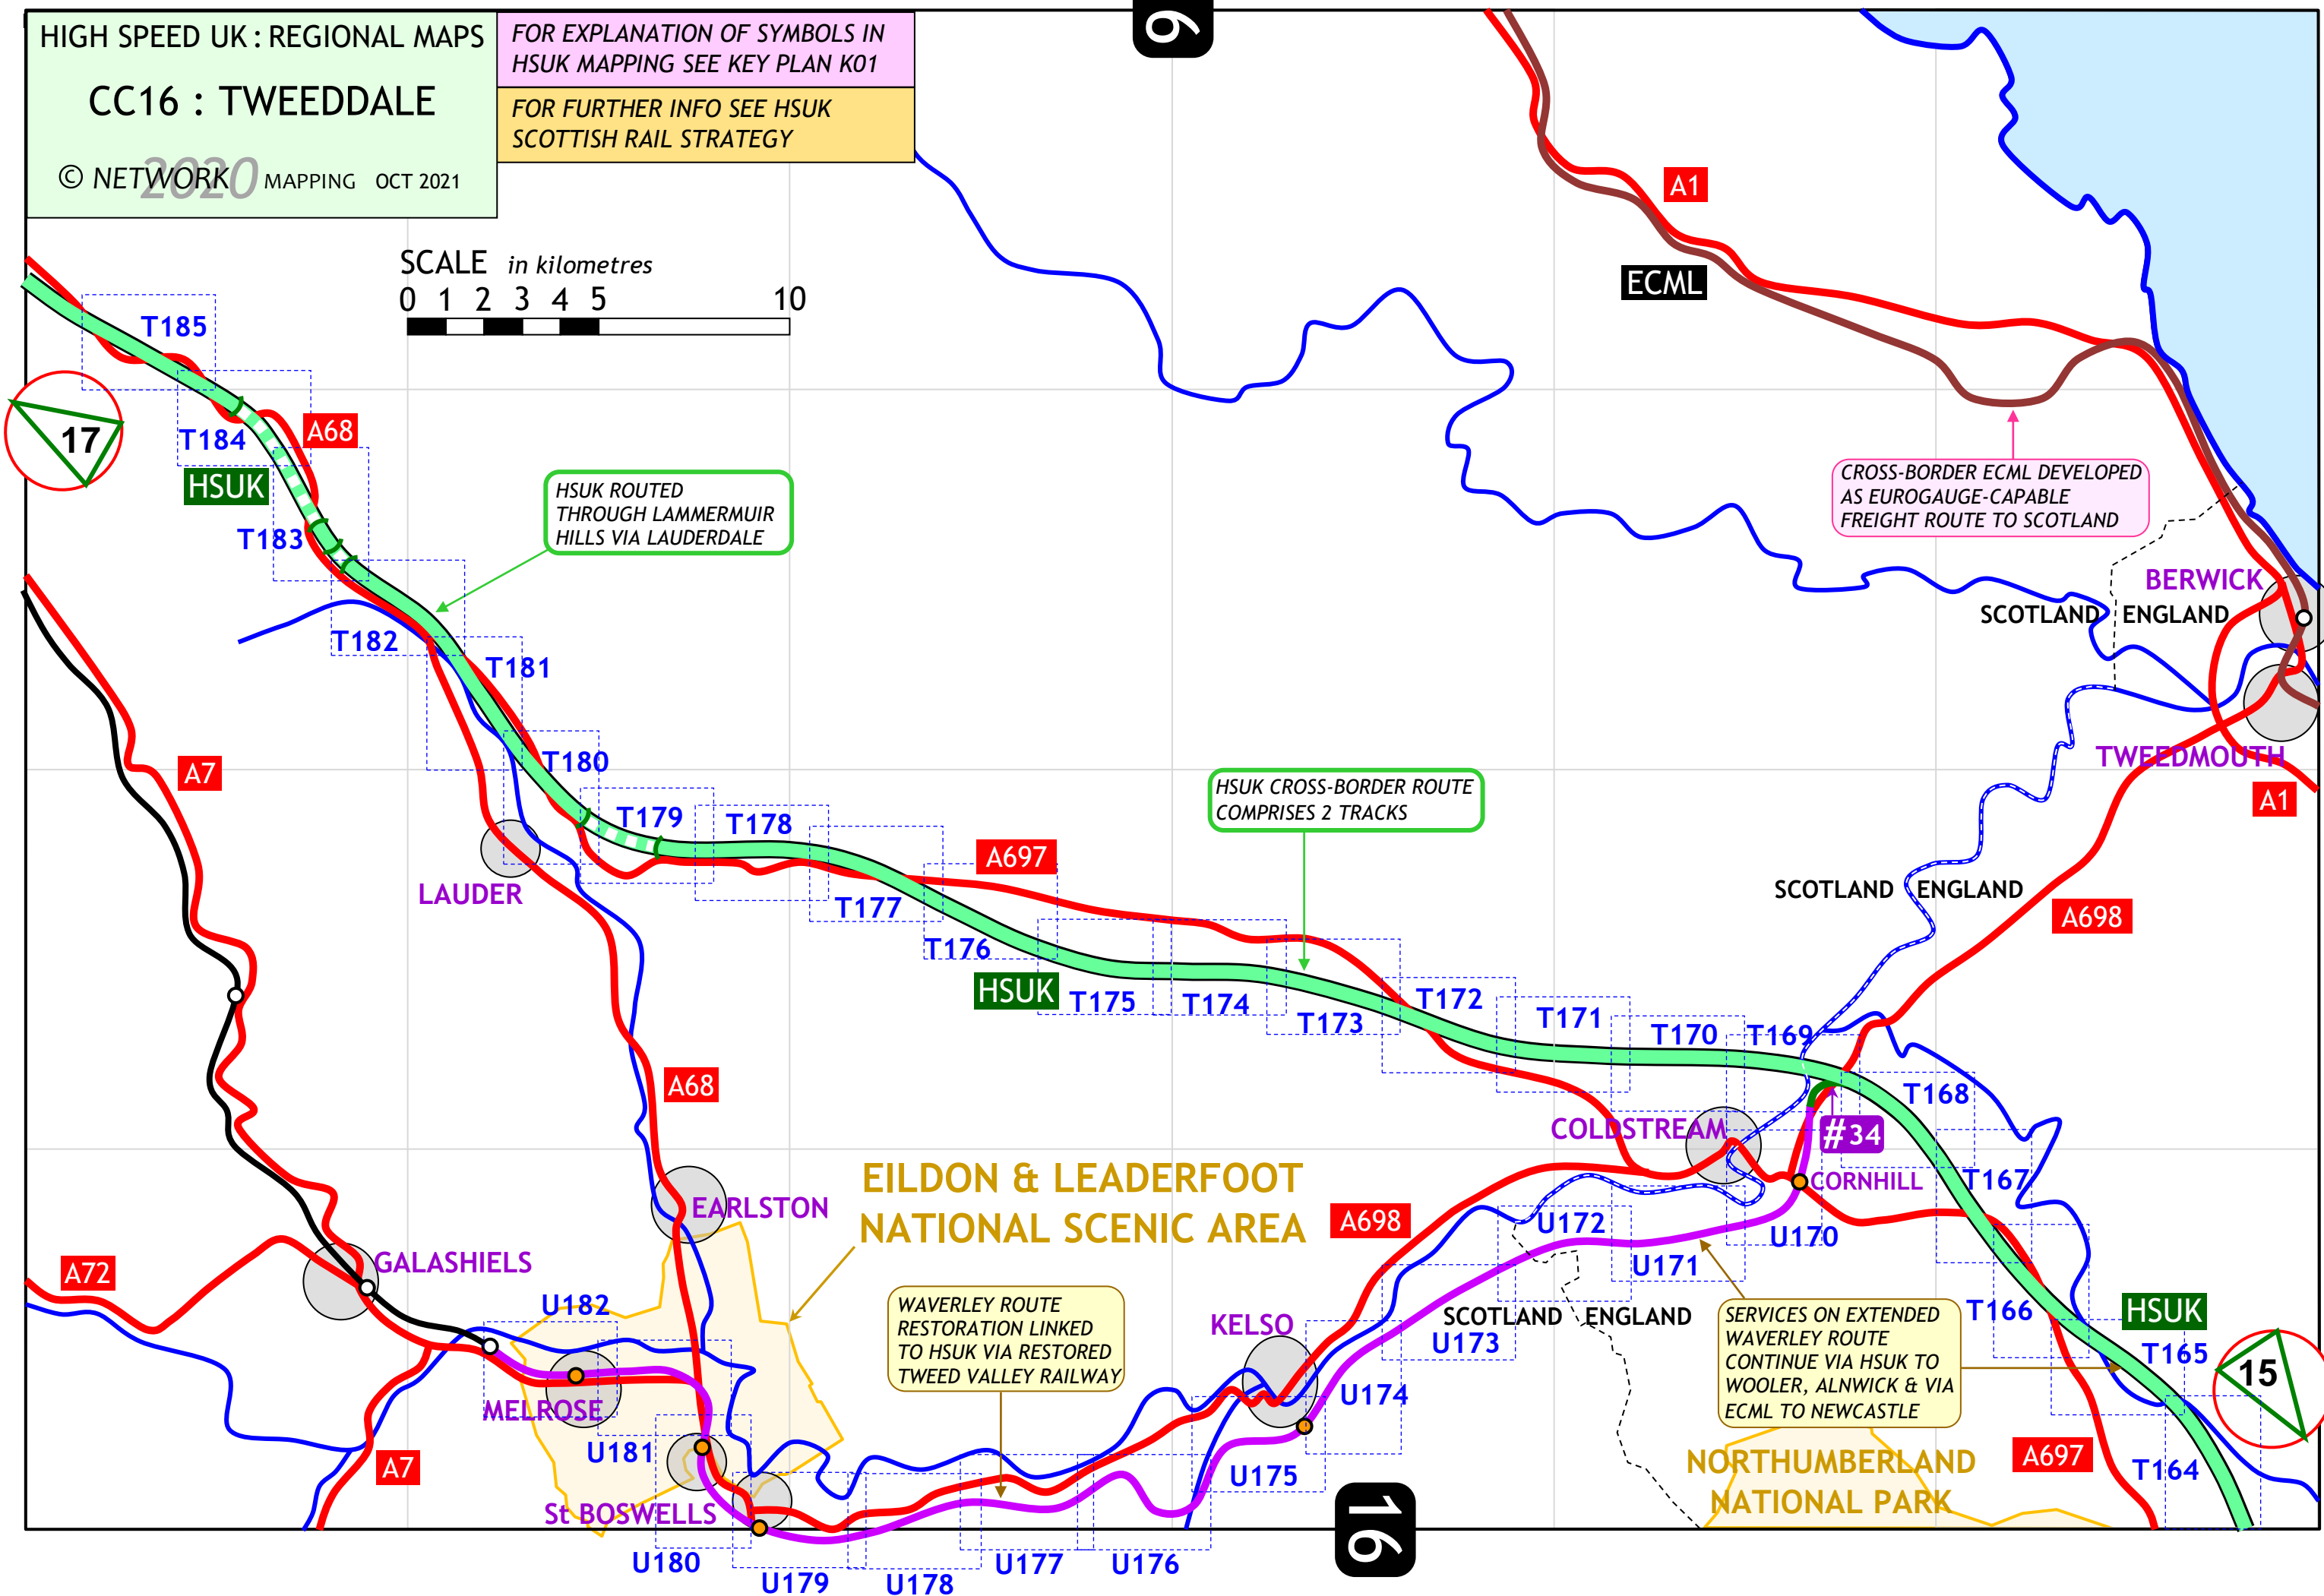 HIGH SPEED UK : REGIONAL MAPS
CC16 : TWEEDDALE
© NETWORK 2020 MAPPING OCT 2021
FOR EXPLANATION OF SYMBOLS IN
HSUK MAPPING SEE KEY PLAN K01
FOR FURTHER INFO SEE HSUK
SCOTTISH RAIL STRATEGY
9
SCALE in kilometres
0 1 2 3 4 5 10
A1
ECML
T185
T184
17
A68
HSUK
T183
HSUK ROUTED
THROUGH LAMMERMUIR
HILLS VIA LAUDERDALE
CROSS-BORDER ECML DEVELOPED
AS EUROGAUGE-CAPABLE
FREIGHT ROUTE TO SCOTLAND
BERWICK
SCOTLAND ENGLAND
T182
T181
TWEEDMOUTH
A1
A7
T180
T179
T178
HSUK CROSS-BORDER ROUTE
COMPRISES 2 TRACKS
A697
LAUDER
T177
T176
SCOTLAND ENGLAND
A698
HSUK
T175
T174
T173
T172
T171
T170
T169
T168
A68
COLDSTREAM
#34
CORNHILL
T167
EILDON & LEADERFOOT
NATIONAL SCENIC AREA
EARLSTON
A698
U172
U170
U171
GALASHIELS
A72
U182
WAVERLEY ROUTE
RESTORATION LINKED
TO HSUK VIA RESTORED
TWEED VALLEY RAILWAY
KELSO
SCOTLAND ENGLAND
U173
SERVICES ON EXTENDED
WAVERLEY ROUTE
CONTINUE VIA HSUK TO
WOOLER, ALNWICK & VIA
ECML TO NEWCASTLE
T166
HSUK
T165
15
MELROSE
U174
U181
A7
U175
NORTHUMBERLAND
NATIONAL PARK
A697
T164
St BOSWELLS
16
U180
U179
U178
U177
U176